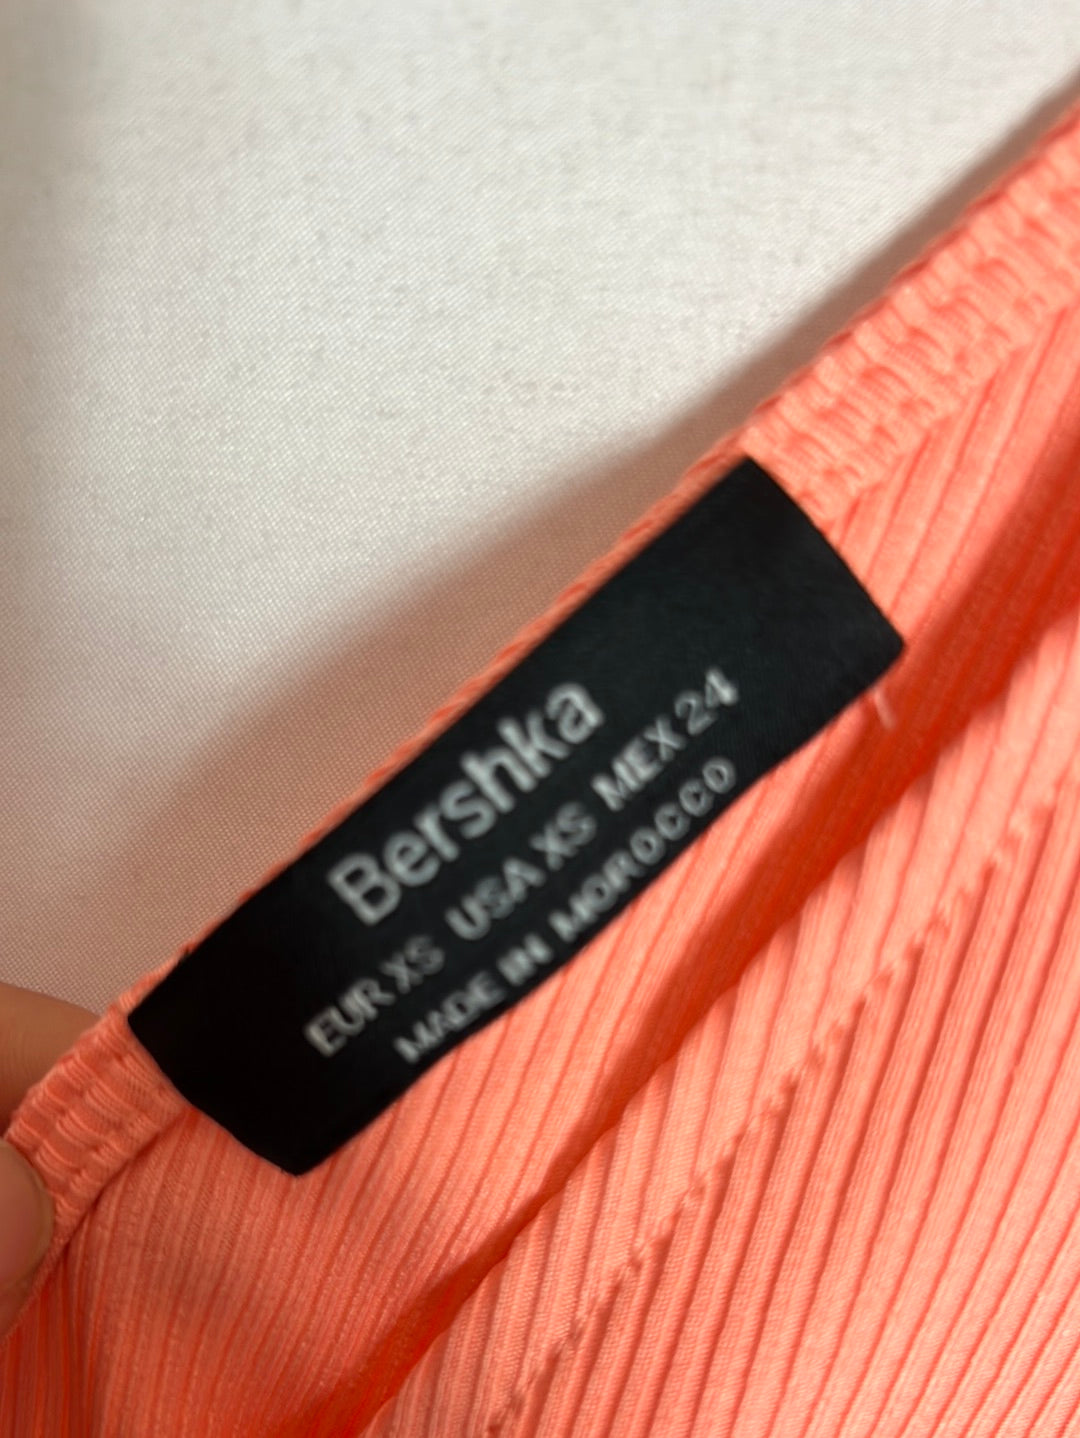 Bershka
EUR XS USA XS MEX 24
MADE IN MOROCCO